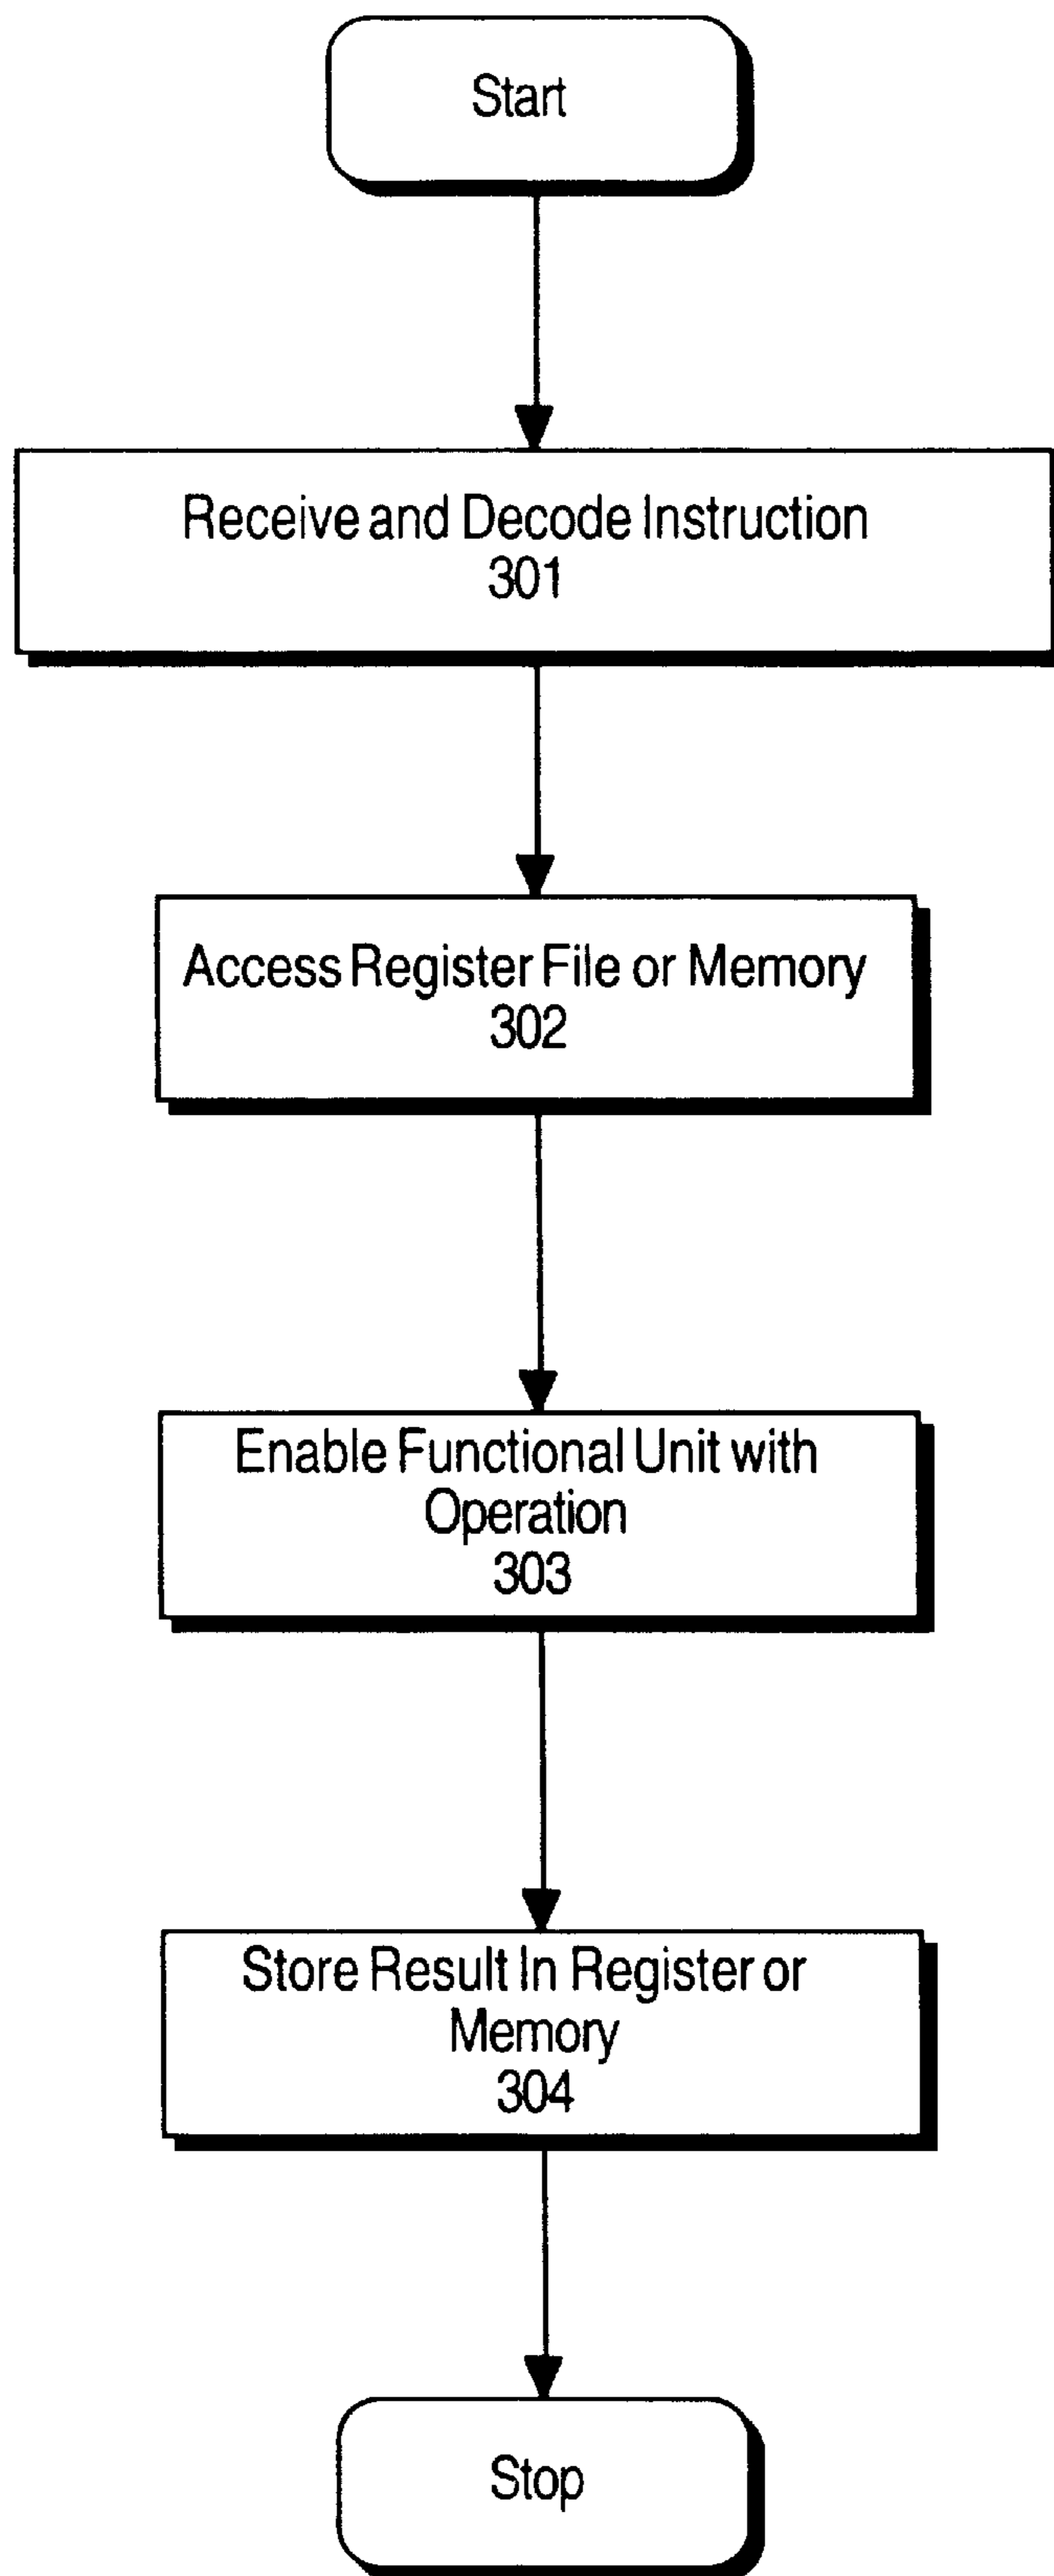 Start
Receive and Decode Instruction
301
Access Register File or Memory
302
Enable Functional Unit with
Operation
303
Store Result In Register or
Memory
304
Stop